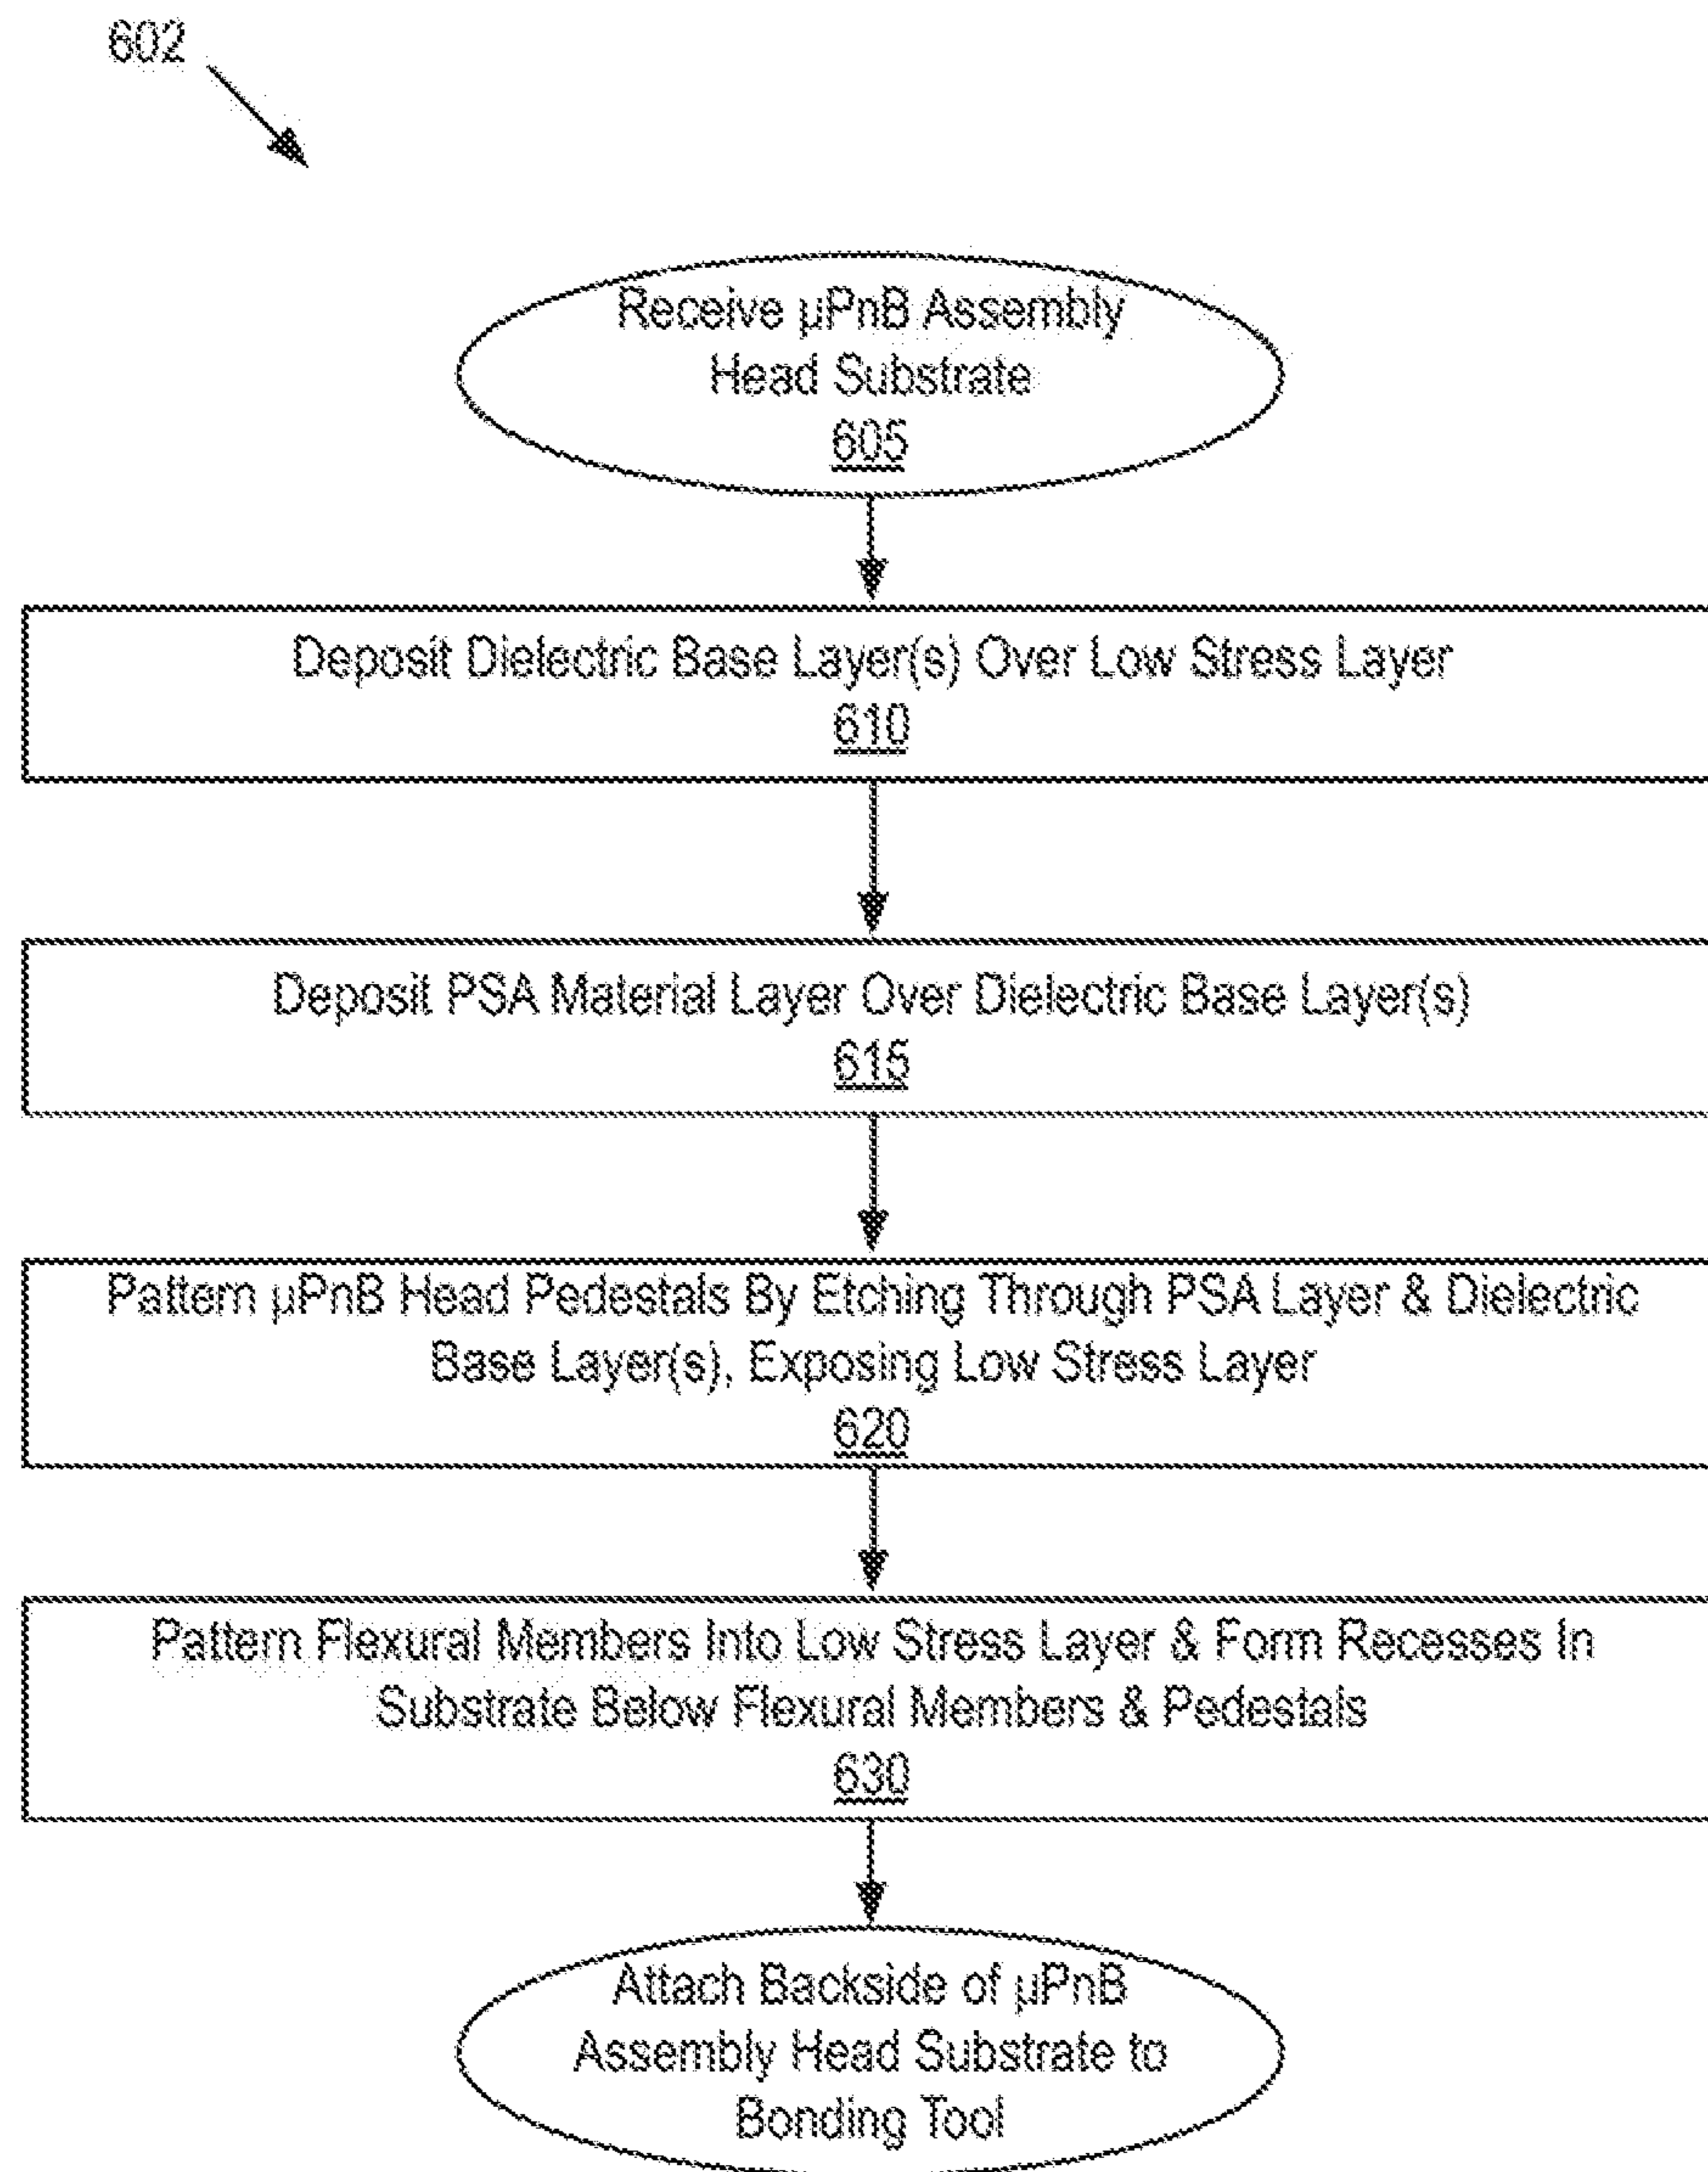 602
Receive µPnB Assembly
Head Substrate
605
Deposit Dielectric Base Layer(s) Over Low Stress Layer
610
Deposit PSA Material Layer Over Dielectric Base Layer(s)
615
Pattern µPnB Head Pedestals By Etching Through PSA Layer & Dielectric
Base Layer(s), Exposing Low Stress Layer
620
Pattern Flexural Members Into Low Stress Layer & Form Recesses In
Substrate Below Flexural Members & Pedestals
630
Attach Backside of µPnB
Assembly Head Substrate to
Bonding Tool